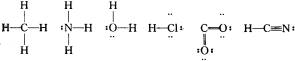 H H H
H—C—H :N—H :O—H H—Cl: C—O: H—C≡N:
H H :O: